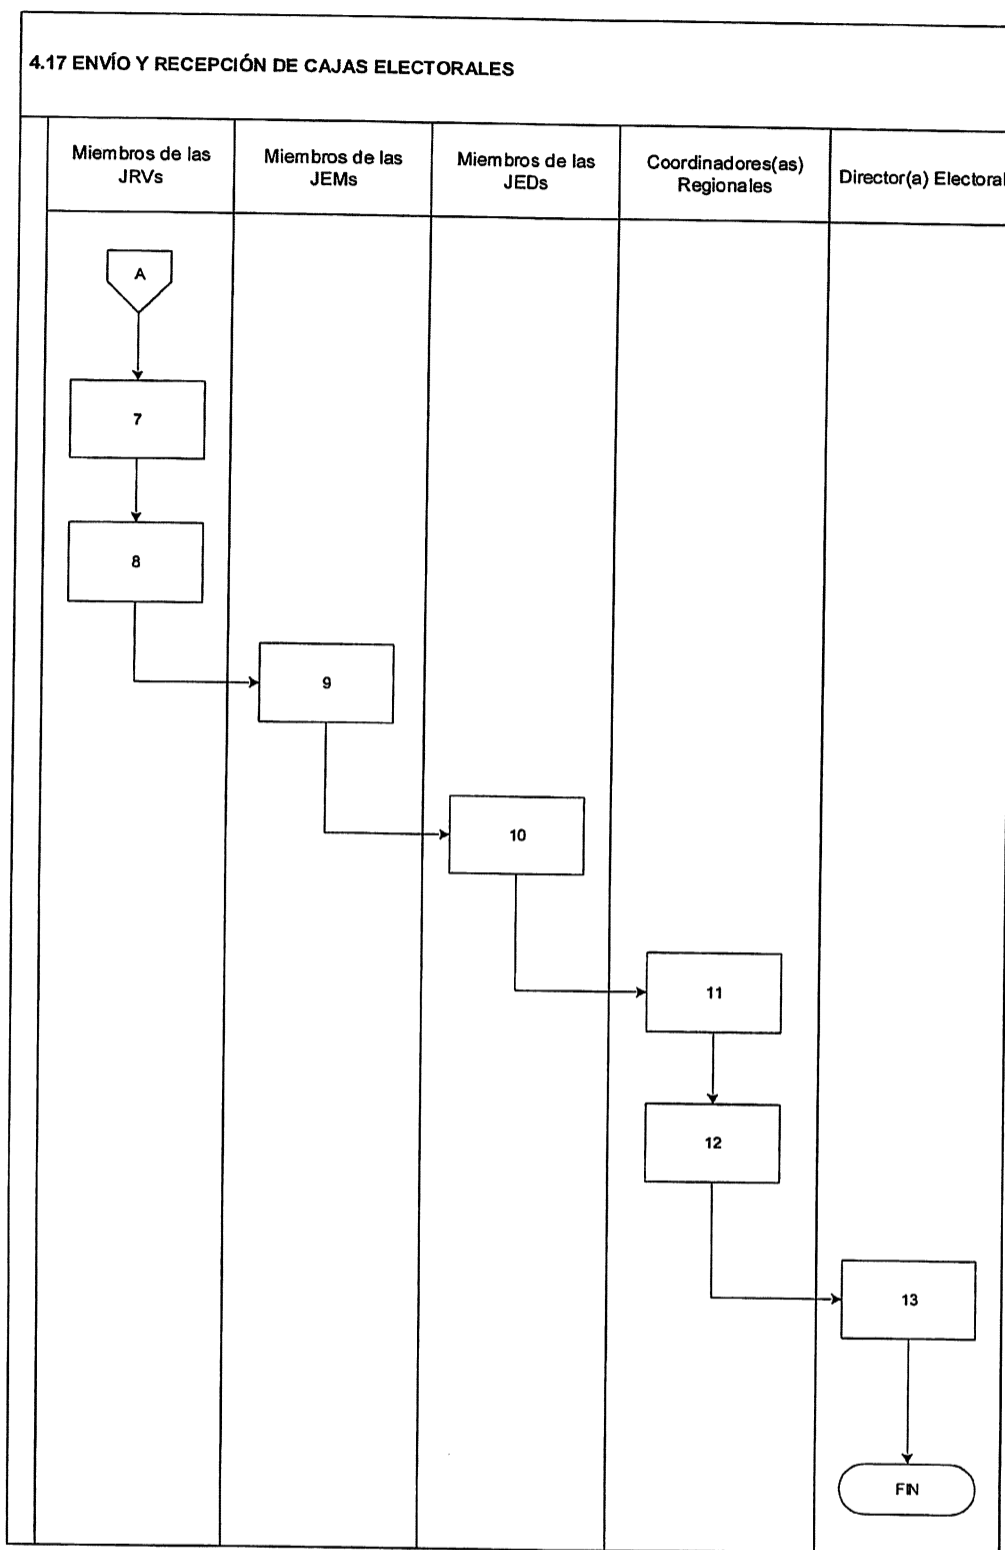 4.17 ENVÍO Y RECEPCIÓN DE CAJAS ELECTORALES
Miembros de las
JRVs
Miembros de las
JEMs
Miembros de las
JEDs
Coordinadores(as)
Regionales
Director(a) Electoral
A
7
8
9
10
11
12
13
FIN